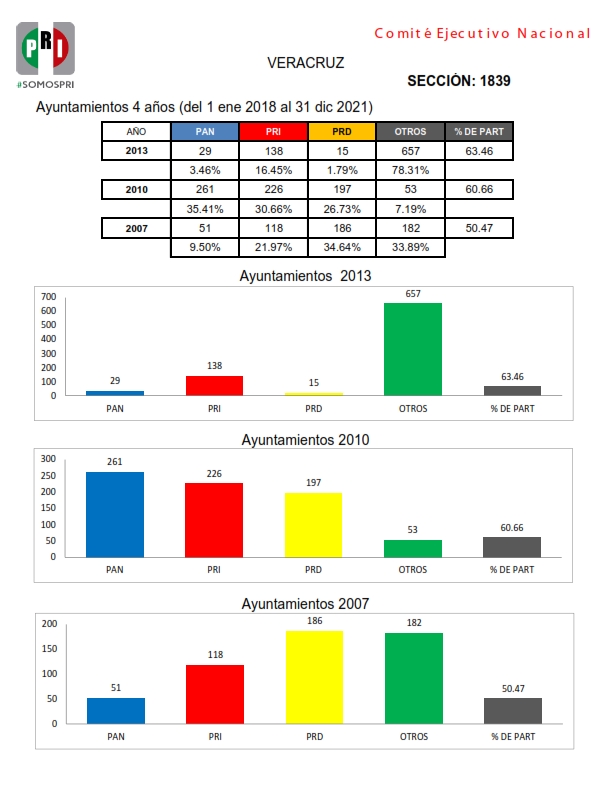 Comité Ejecutivo Nacional
PRI
#SOMOSPRI
VERACRUZ
SECCIÓN: 1839
Ayuntamientos 4 años (del 1 ene 2018 al 31 dic 2021)
AÑO PAN PRI PRD OTROS % DE PART
2013 29 138 15 657 63.46
3.46% 16.45% 1.79% 78.31%
2010 261 226 197 53 60.66
35.41% 30.66% 26.73% 7.19%
2007 51 118 186 182 50.47
9.50% 21.97% 34.64% 33.89%
Ayuntamientos 2013
700
600
500
400
300
200
100
0
29 138 15 657 63.46
PAN PRI PRD OTROS % DE PART
Ayuntamientos 2010
300
250
200
150
100
50
0
261 226 197 53 60.66
PAN PRI PRD OTROS % DE PART
Ayuntamientos 2007
200
150
100
50
0
51 118 186 182 50.47
PAN PRI PRD OTROS % DE PART